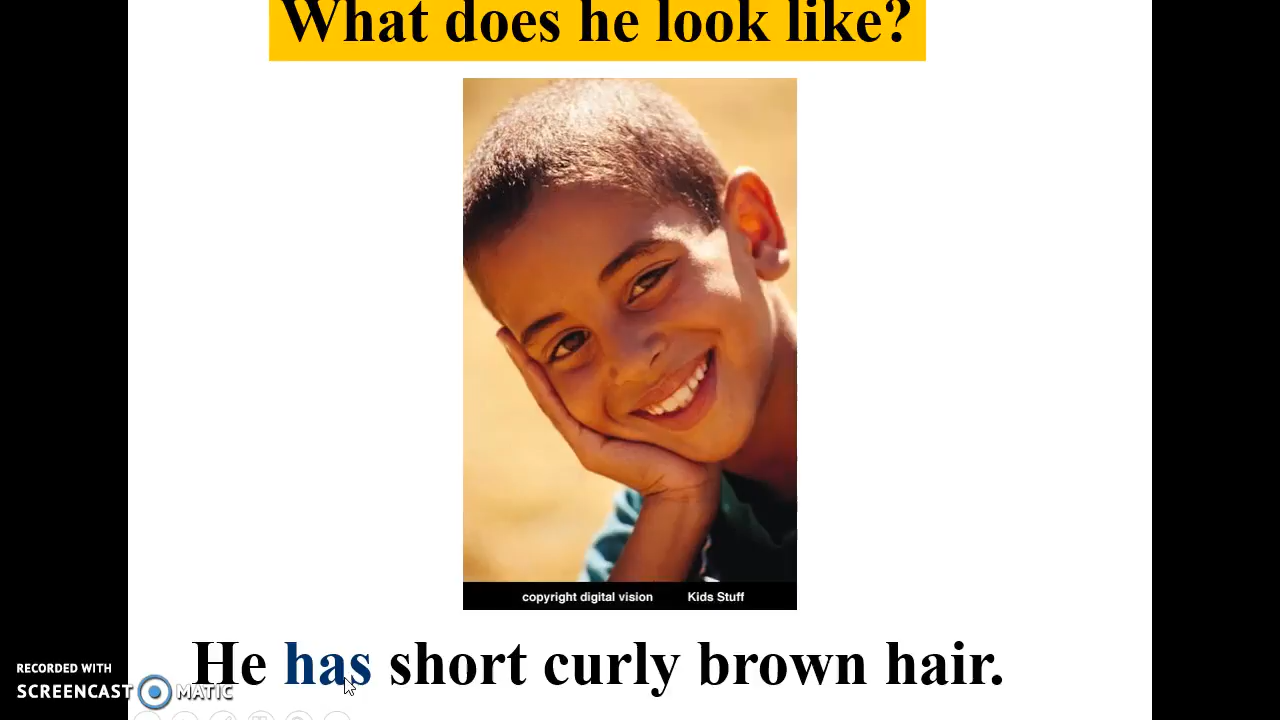 What does he look like?
copyright digital vision Kids Stuff
He has short curly brown hair.
RECORDED WITH
SCREENCAST MATIC